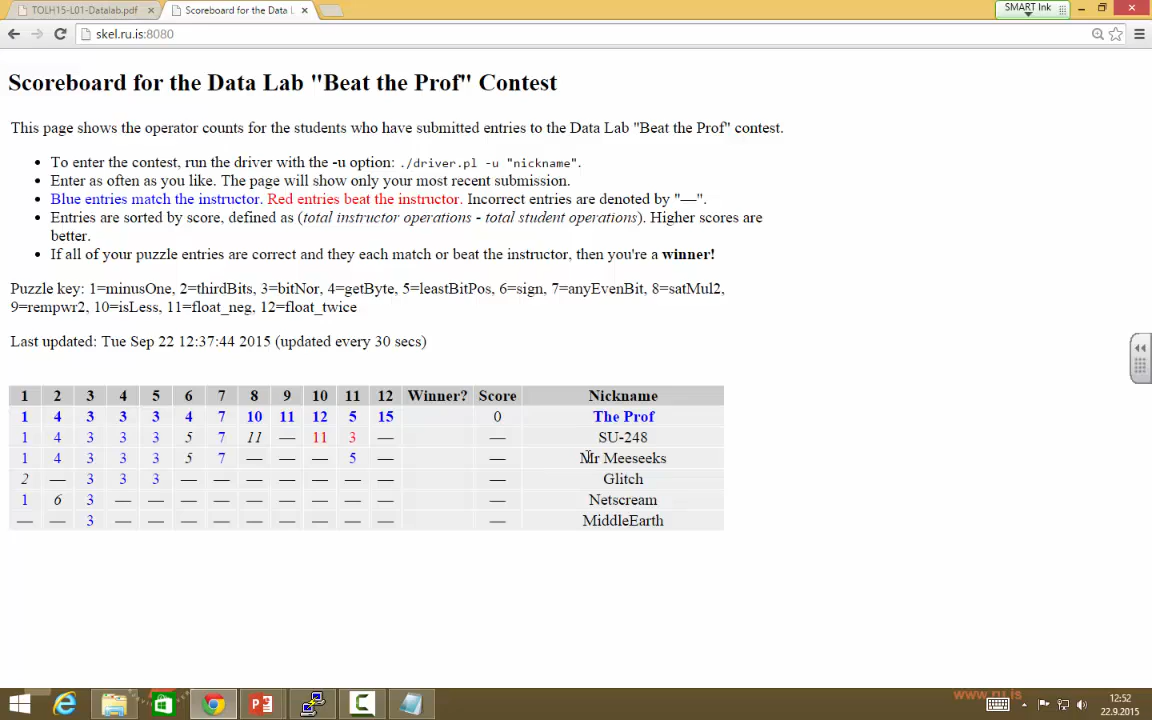 TOLH15-L01-Datalab.pdf
Scoreboard for the Data L
SMART Ink
skel.ru.is:8080
Scoreboard for the Data Lab "Beat the Prof" Contest
This page shows the operator counts for the students who have submitted entries to the Data Lab "Beat the Prof" contest.
• To enter the contest, run the driver with the -u option: ./driver.pl -u "nickname".
• Enter as often as you like. The page will show only your most recent submission.
• Blue entries match the instructor. Red entries beat the instructor. Incorrect entries are denoted by "—".
• Entries are sorted by score, defined as (total instructor operations - total student operations). Higher scores are
better.
• If all of your puzzle entries are correct and they each match or beat the instructor, then you're a winner!
Puzzle key: 1=minusOne, 2=thirdBits, 3=bitNor, 4=getByte, 5=leastBitPos, 6=sign, 7=anyEvenBit, 8=satMul2,
9=rempwr2, 10=isLess, 11=float_neg, 12=float_twice
Last updated: Tue Sep 22 12:37:44 2015 (updated every 30 secs)
1 2 3 4 5 6 7 8 9 10 11 12 Winner? Score Nickname
1 4 3 3 3 4 7 10 11 12 5 15 0 The Prof
1 4 3 3 3 5 7 11 — 11 3 — — SU-248
1 4 3 3 3 5 7 — — — 5 — — Mr Meeseeks
2 — 3 3 3 — — — — — — — — Glitch
1 6 3 — — — — — — — — — — Netscream
— — 3 — — — — — — — — — — MiddleEarth
www.ru.is
12:52
22.9.2015